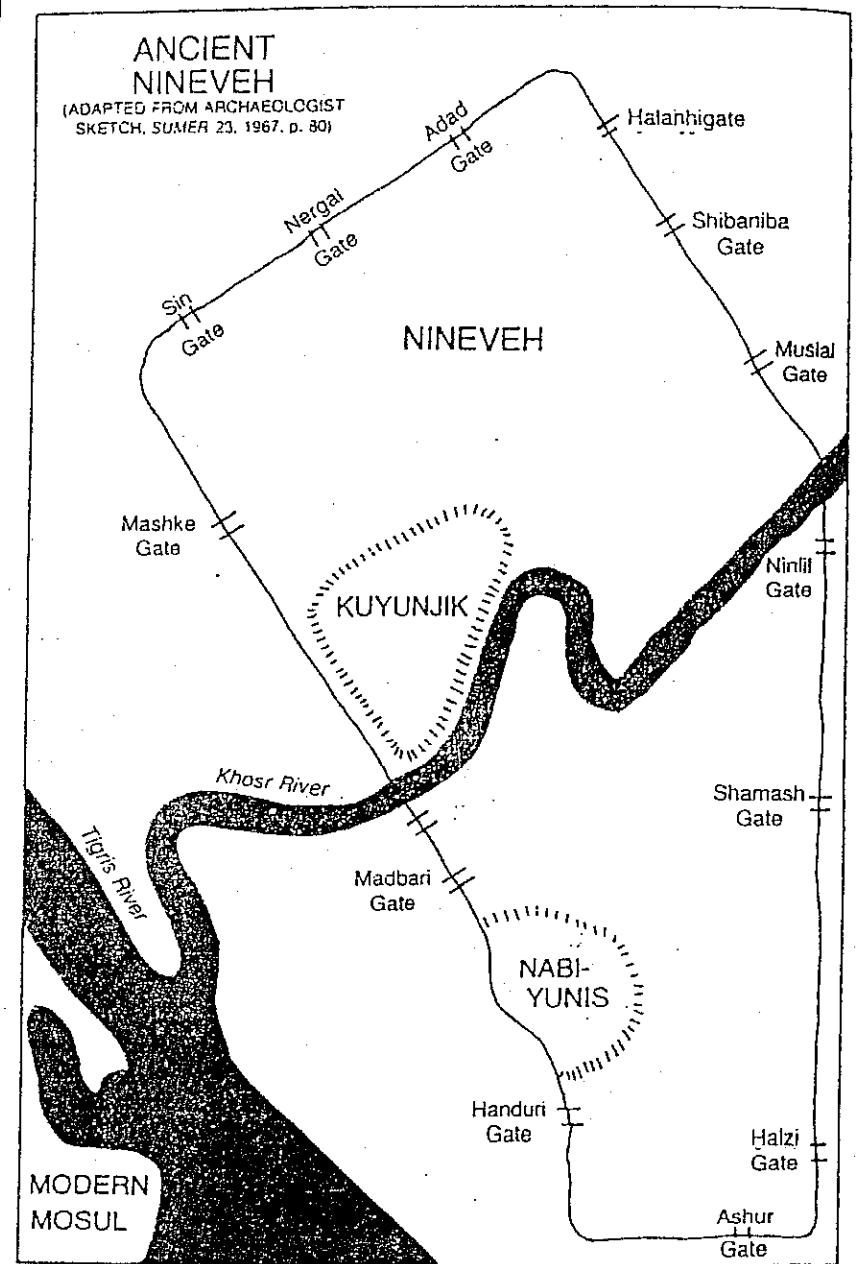 ANCIENT
NINEVEH
(ADAPTED FROM ARCHAEOLOGIST
SKETCH, SUMER 23, 1967, p. 80)
Adad
Gate
Halahhigate
Nergal
Gate
Shibaniba
Gate
Sin
Gate
NINEVEH
Muslal
Gate
Mashke
Gate
Ninlil
Gate
KUYUNJIK
Khosr River
Shamash
Gate
Tigris River
Madbari
Gate
NABI-
YUNIS
Handuri
Gate
Halzi
Gate
MODERN
MOSUL
Ashur
Gate